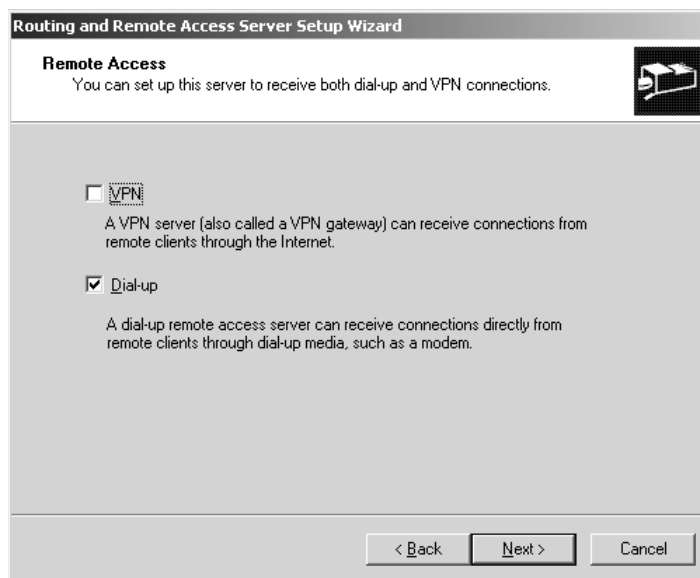 Routing and Remote Access Server Setup Wizard
Remote Access
You can set up this server to receive both dial-up and VPN connections.
VPN
A VPN server (also called a VPN gateway) can receive connections from
remote clients through the Internet.
Dial-up
A dial-up remote access server can receive connections directly from
remote clients through dial-up media, such as a modem.
< Back
Next >
Cancel